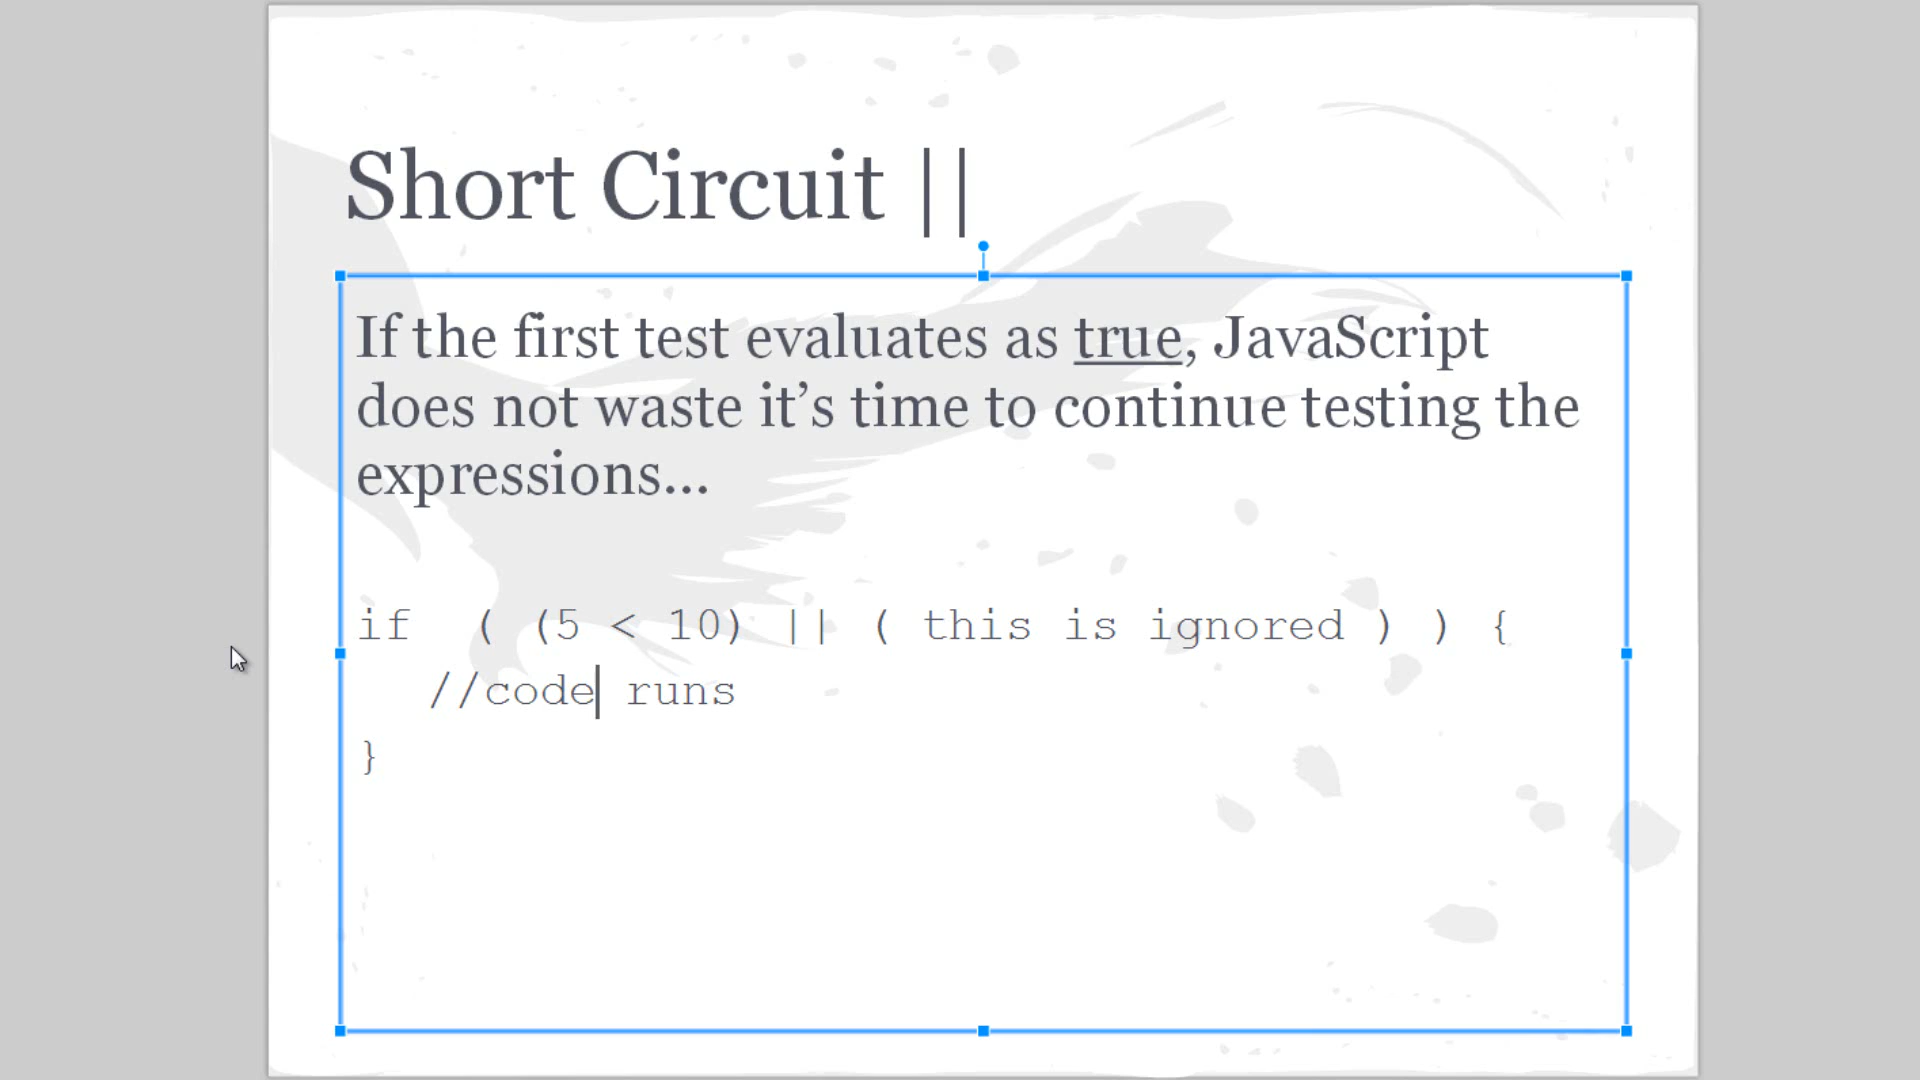 Short Circuit ||
If the first test evaluates as true, JavaScript
does not waste it’s time to continue testing the
expressions...
if  ( (5 < 10) || ( this is ignored ) ) {
//code runs
}